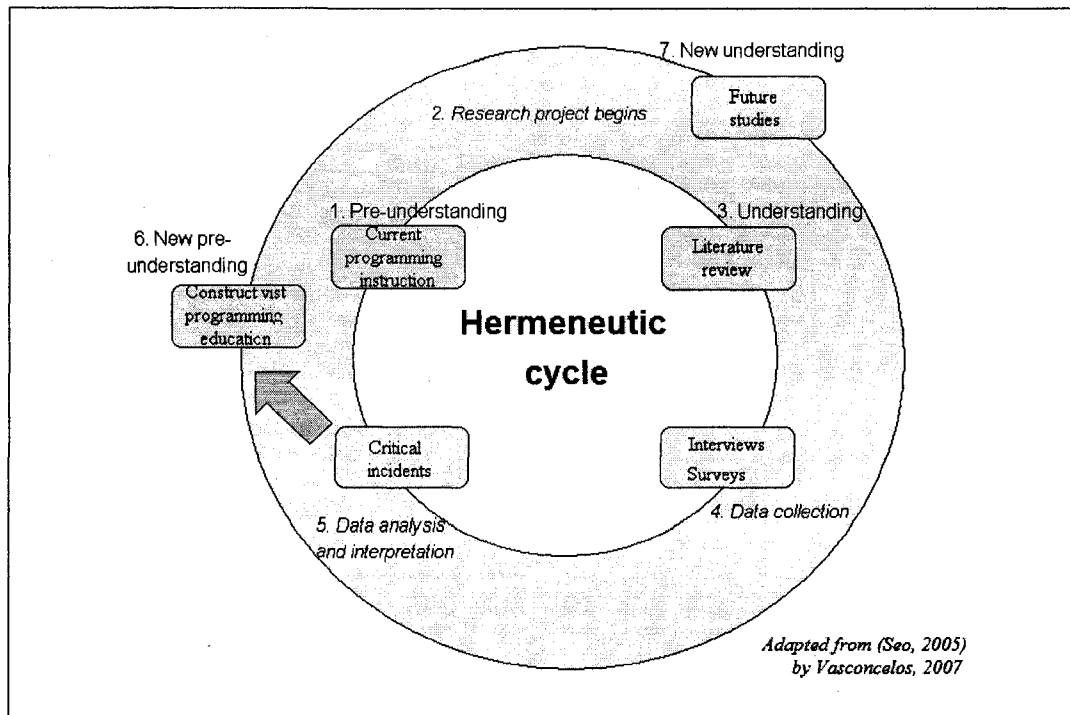 7. New understanding
Future
studies
2. Research project begins
1. Pre-understanding
Current
programming
instruction
3. Understanding
Literature
review
6. New pre-
understanding
Construct vist
programming
education
Hermeneutic
cycle
Critical
incidents
Interviews
Surveys
4. Data collection
5. Data analysis
and interpretation
Adapted from (Seo, 2005)
by Vasconcelos, 2007